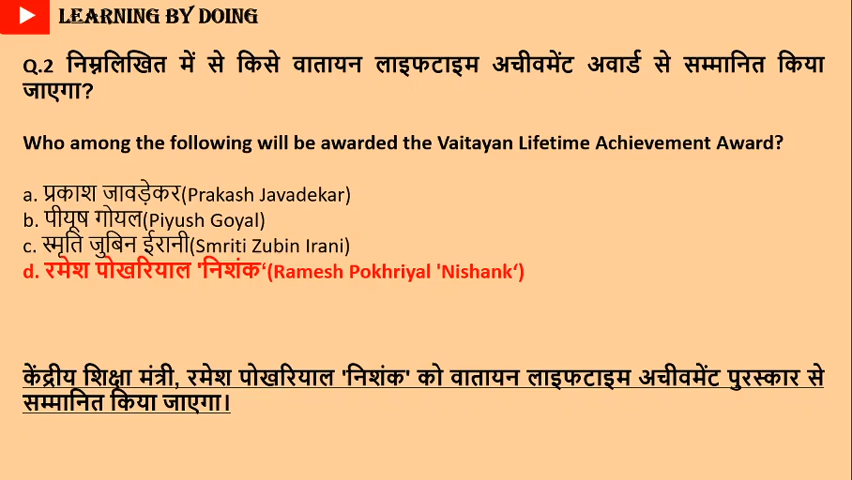 LEARNING BY DOING
Q.2 निम्नलिखित में से किसे वातायन लाइफटाइम अचीवमेंट अवार्ड से सम्मानित किया
जाएगा?
Who among the following will be awarded the Vaitayan Lifetime Achievement Award?
a. प्रकाश जावड़ेकर(Prakash Javadekar)
b. पीयूष गोयल(Piyush Goyal)
c. स्मृति जुबिन ईरानी(Smriti Zubin Irani)
d. रमेश पोखरियाल 'निशंक‘(Ramesh Pokhriyal 'Nishank‘)
केंद्रीय शिक्षा मंत्री, रमेश पोखरियाल 'निशंक' को वातायन लाइफटाइम अचीवमेंट पुरस्कार से
सम्मानित किया जाएगा।